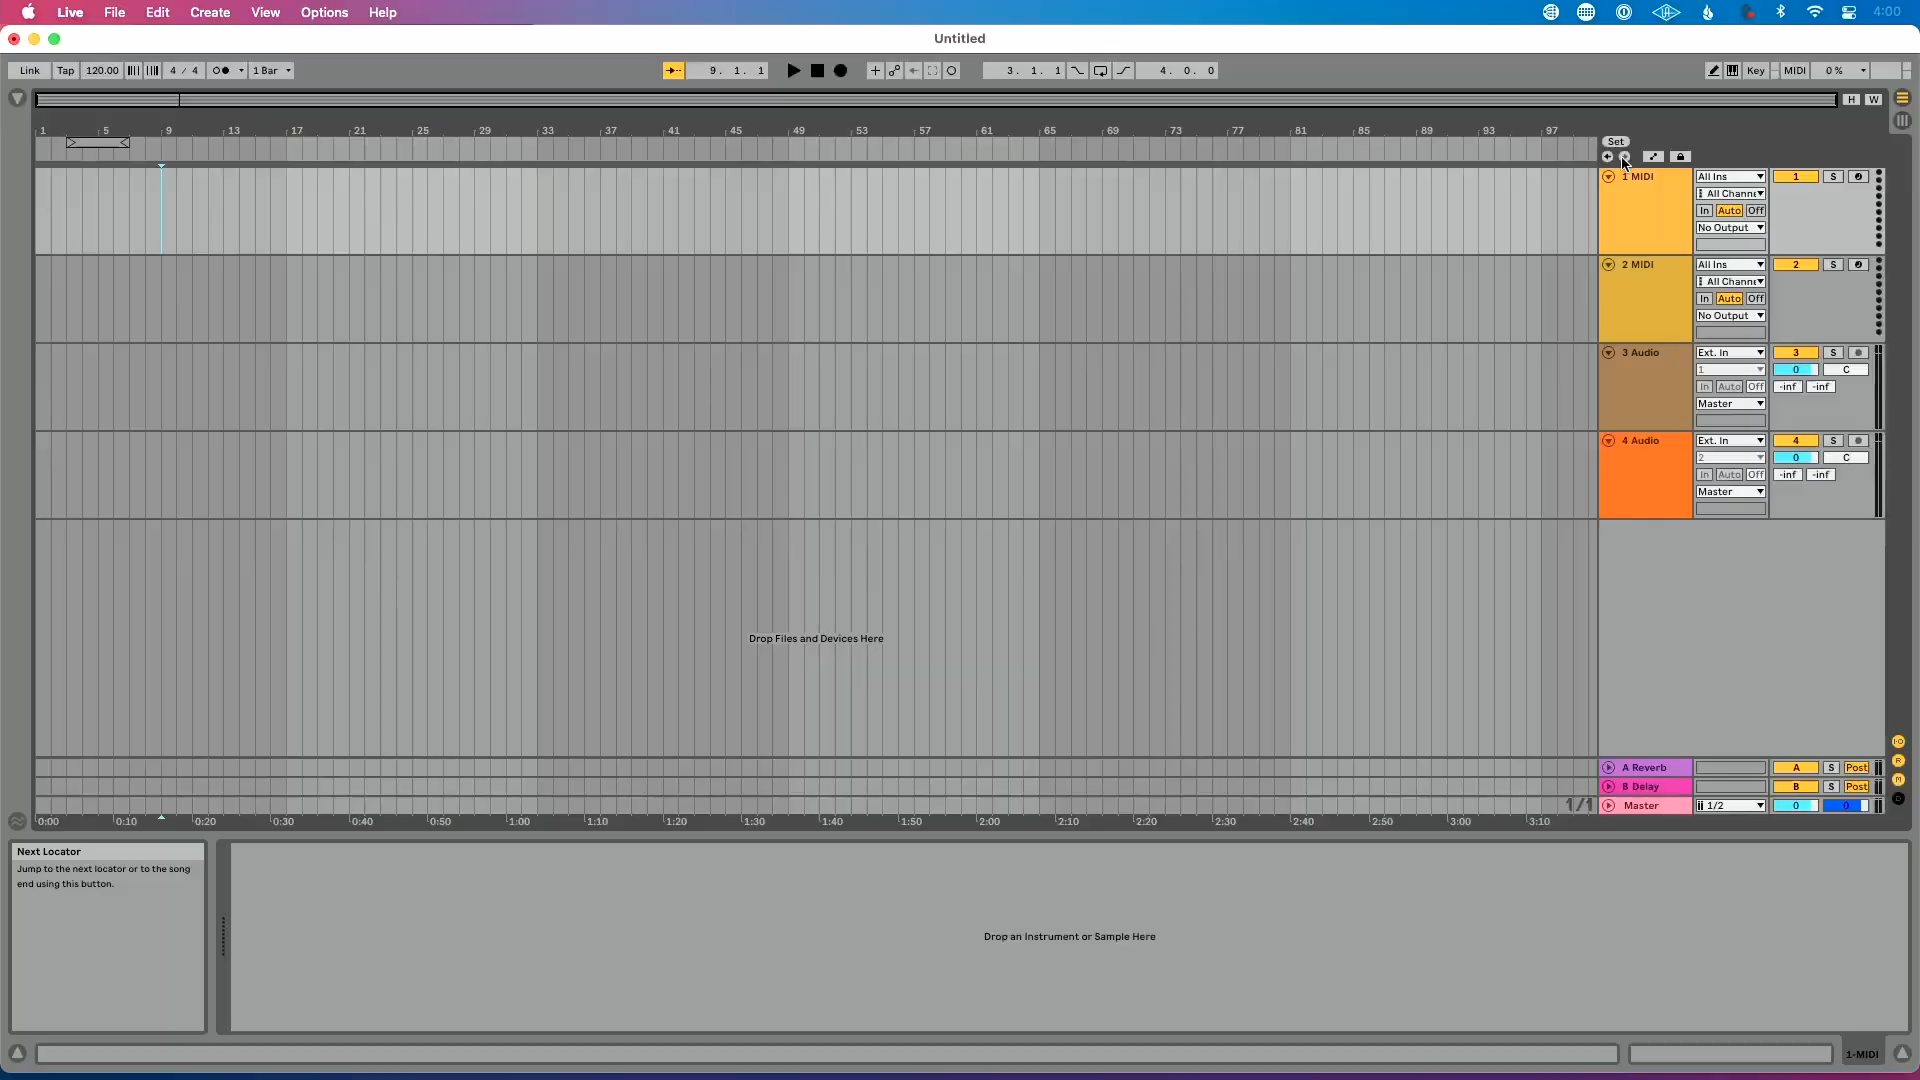 Live File Edit Create View Options Help 4:00
Untitled
Link Tap 120.00 4 / 4 1 Bar 9. 1. 1 3. 1. 1 4. 0. 0 Key MIDI 0 %
H W
1 5 9 13 17 21 25 29 33 37 41 45 49 53 57 61 65 69 73 77 81 85 89 93 97
Set
1 MIDI All Ins 1 S
All Channe
In Auto Off
No Output
2 MIDI All Ins 2 S
All Channe
In Auto Off
No Output
3 Audio Ext. In 3 S
1 0 C
In Auto Off -inf -inf
Master
4 Audio Ext. In 4 S
2 0 C
In Auto Off -inf -inf
Master
Drop Files and Devices Here
I-O
A Reverb A S Post R
B Delay B S Post M
1/1 Master 1/2 0 0 D
0:00 0:10 0:20 0:30 0:40 0:50 1:00 1:10 1:20 1:30 1:40 1:50 2:00 2:10 2:20 2:30 2:40 2:50 3:00 3:10
Next Locator
Jump to the next locator or to the song
end using this button.
Drop an Instrument or Sample Here
1-MIDI